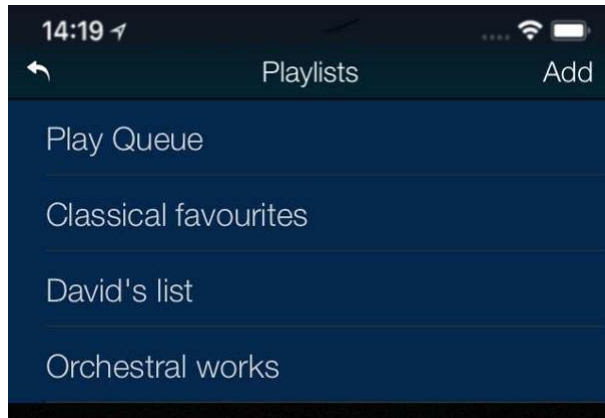 14:19
Playlists Add
Play Queue
Classical favourites
David's list
Orchestral works